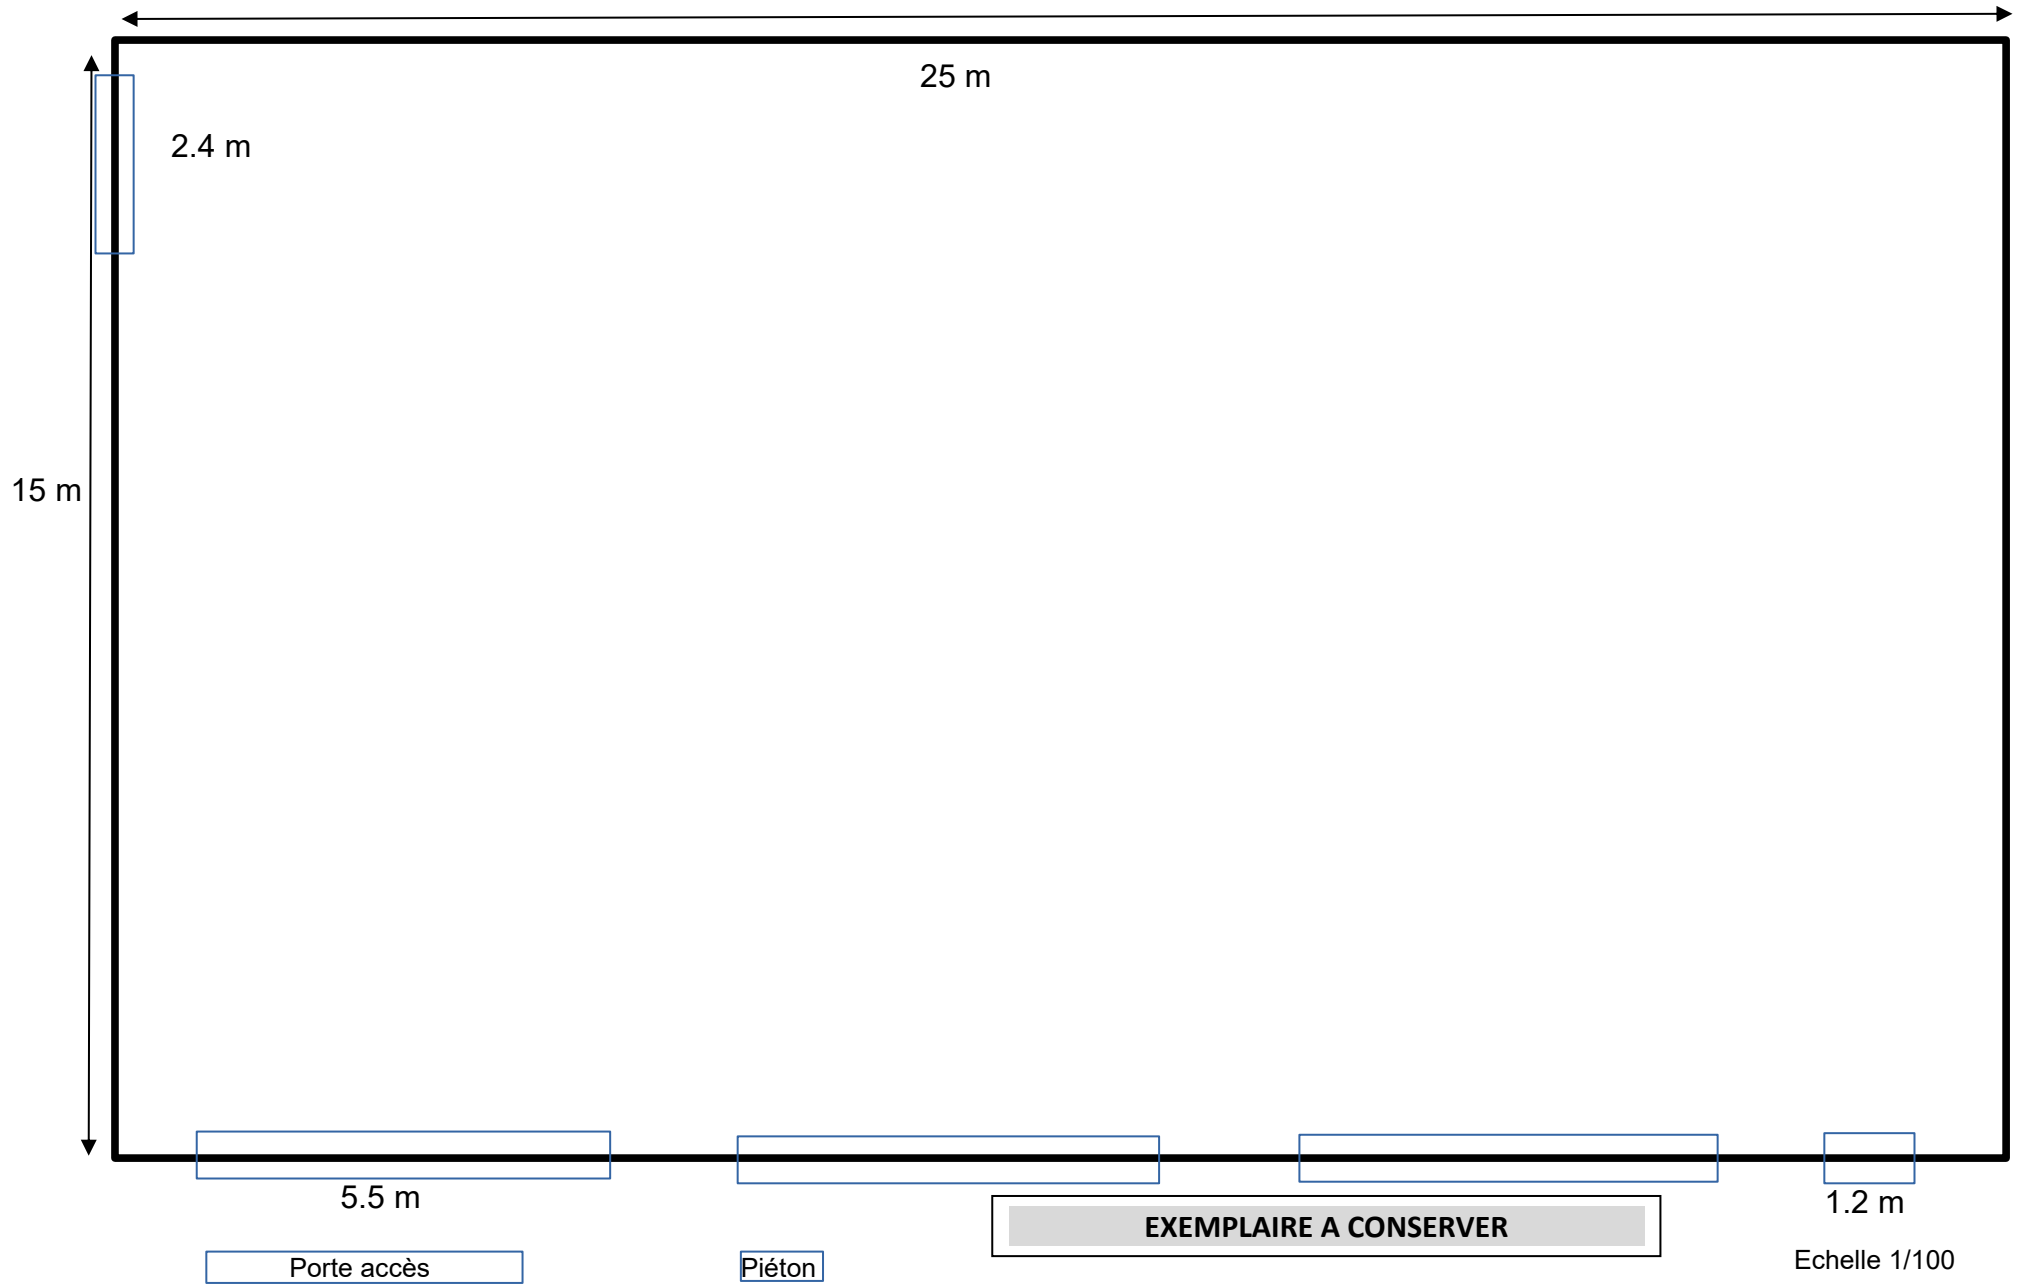 25 m
2.4 m
15 m
5.5 m
1.2 m
EXEMPLAIRE A CONSERVER
Porte accès
Piéton
Echelle 1/100